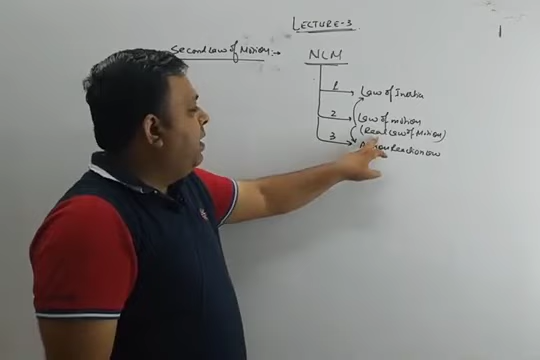 LECTURE-3
Second Law of Motion:-
NLM
1 Law of Inertia
2 Law of motion
(Real Law of Motion)
3 Reaction Law